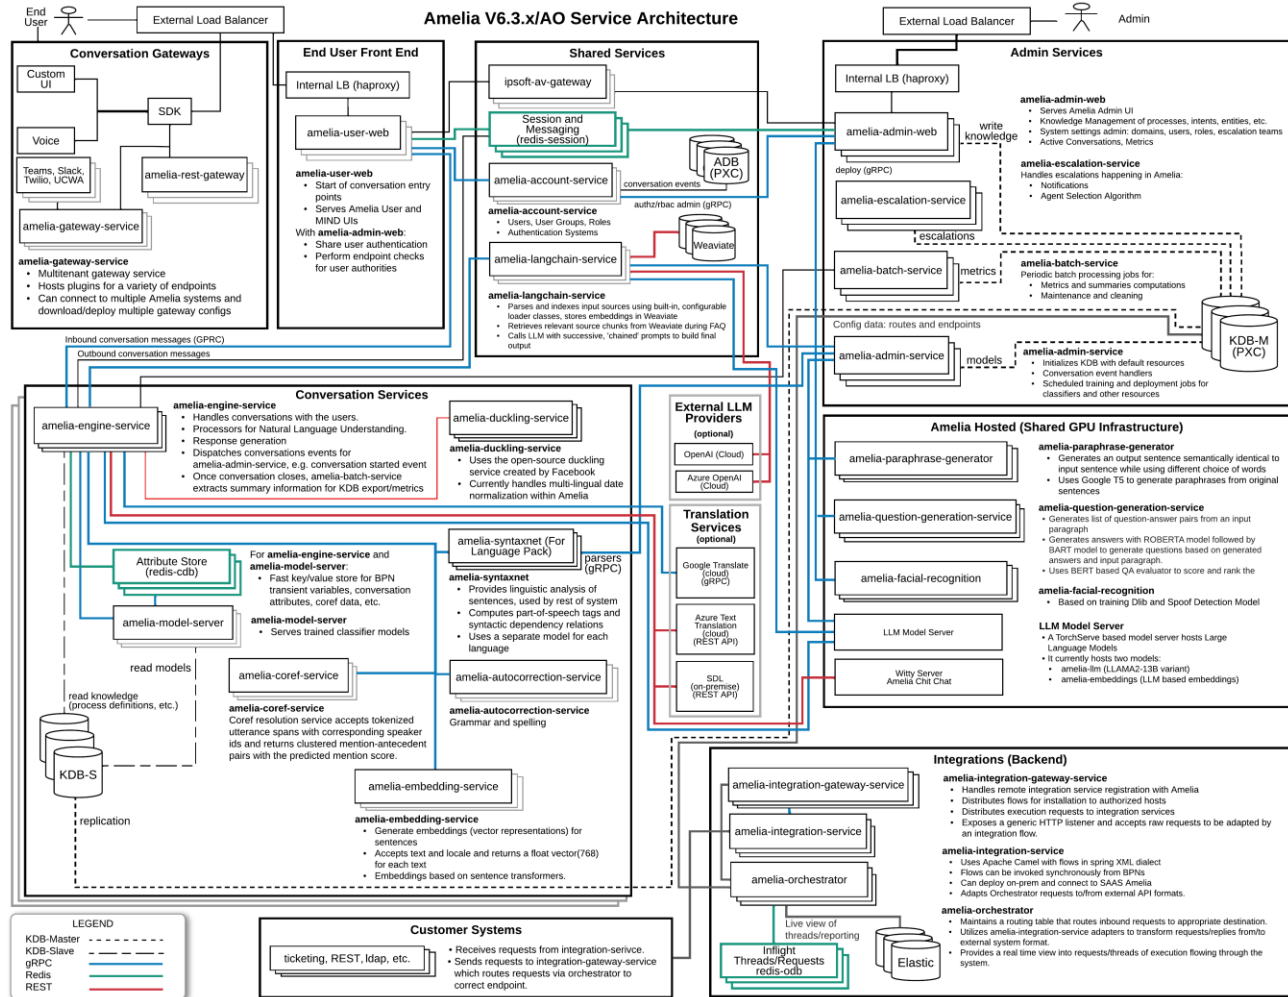 Amelia V6.3.x/AO Service Architecture
End
User
External Load Balancer
External Load Balancer
Admin
Conversation Gateways
Custom
UI
SDK
Voice
Teams, Slack,
Twilio, UCWA
amelia-rest-gateway
amelia-gateway-service
amelia-gateway-service
• Multitenant gateway service
• Hosts plugins for a variety of endpoints
• Can connect to multiple Amelia systems and
download/deploy multiple gateway configs
End User Front End
Internal LB (haproxy)
amelia-user-web
amelia-user-web
• Start of conversation entry
points
• Serves Amelia User and
MIND UIs
With amelia-admin-web:
• Share user authentication
• Perform endpoint checks
for user authorities
Shared Services
ipsoft-av-gateway
Session and
Messaging
(redis-session)
ADB
(PXC)
amelia-account-service
conversation events
authz/rbac admin (gRPC)
amelia-account-service
• Users, User Groups, Roles
• Authentication Systems
Weaviate
amelia-langchain-service
amelia-langchain-service
• Parses and indexes input sources using built-in, configurable
loader classes, stores embeddings in Weaviate
• Retrieves relevant source chunks from Weaviate during FAQ
• Calls LLM with successive, 'chained' prompts to build final
output
Admin Services
Internal LB (haproxy)
amelia-admin-web
write
knowledge
deploy (gRPC)
amelia-escalation-service
escalations
amelia-batch-service
metrics
Config data: routes and endpoints
amelia-admin-service
models
KDB-M
(PXC)
amelia-admin-web
• Serves Amelia Admin UI
• Knowledge Management of processes, intents, entities, etc.
• System settings admin: domains, users, roles, escalation teams
• Active Conversations, Metrics
amelia-escalation-service
Handles escalations happening in Amelia:
• Notifications
• Agent Selection Algorithm
amelia-batch-service
Periodic batch processing jobs for:
• Metrics and summaries computations
• Maintenance and cleaning
amelia-admin-service
• Initializes KDB with default resources
• Conversation event handlers
• Scheduled training and deployment jobs for
classifiers and other resources
Inbound conversation messages (GPRC)
Outbound conversation messages
Conversation Services
amelia-engine-service
amelia-engine-service
• Handles conversations with the users.
• Processors for Natural Language Understanding.
• Response generation
• Dispatches conversations events for
amelia-admin-service, e.g. conversation started event
• Once conversation closes, amelia-batch-service
extracts summary information for KDB export/metrics
amelia-duckling-service
amelia-duckling-service
• Uses the open-source duckling
service created by Facebook
• Currently handles multi-lingual date
normalization within Amelia
Attribute Store
(redis-cdb)
For amelia-engine-service and
amelia-model-server:
• Fast key/value store for BPN
transient variables, conversation
attributes, coref data, etc.
amelia-model-server
• Serves trained classifier models
amelia-model-server
read models
amelia-syntaxnet (For
Language Pack)
parsers
(gRPC)
amelia-syntaxnet
• Provides linguistic analysis of
sentences, used by rest of system
• Computes part-of-speech tags and
syntactic dependency relations
• Uses a separate model for each
language
amelia-coref-service
amelia-coref-service
Coref resolution service accepts tokenized
utterance spans with corresponding speaker
ids and returns clustered mention-antecedent
pairs with the predicted mention score.
amelia-autocorrection-service
amelia-autocorrection-service
Grammar and spelling
read knowledge
(process definitions, etc.)
KDB-S
replication
amelia-embedding-service
amelia-embedding-service
• Generate embeddings (vector representations) for
sentences
• Accepts text and locale and returns a float vector(768)
for each text
• Embeddings based on sentence transformers.
External LLM
Providers
(optional)
OpenAI (Cloud)
Azure OpenAI
(Cloud)
Translation
Services
(optional)
Google Translate
(cloud)
(gRPC)
Azure Text
Translation
(cloud)
(REST API)
SDL
(on-premise)
(REST API)
Amelia Hosted (Shared GPU Infrastructure)
amelia-paraphrase-generator
amelia-question-generation-service
amelia-facial-recognition
LLM Model Server
Witty Server
Amelia Chit Chat
amelia-paraphrase-generator
• Generates an output sentence semantically identical to
input sentence while using different choice of words
• Uses Google T5 to generate paraphrases from original
sentences
amelia-question-generation-service
• Generates list of question-answer pairs from an input
paragraph
• Generates answers with ROBERTA model followed by
BART model to generate questions based on generated
answers and input paragraph.
• Uses BERT based QA evaluator to score and rank the
amelia-facial-recognition
• Based on training Dlib and Spoof Detection Model
LLM Model Server
• A TorchServe based model server hosts Large
Language Models
• It currently hosts two models:
• amelia-llm (LLAMA2-13B variant)
• amelia-embeddings (LLM based embeddings)
Integrations (Backend)
amelia-integration-gateway-service
amelia-integration-service
amelia-orchestrator
Live view of
threads/reporting
Inflight
Threads/Requests
redis-odb
Elastic
amelia-integration-gateway-service
• Handles remote integration service registration with Amelia
• Distributes flows for installation to authorized hosts
• Distributes execution requests to integration services
• Exposes a generic HTTP listener and accepts raw requests to be adapted by
an integration flow.
amelia-integration-service
• Uses Apache Camel with flows in spring XML dialect
• Flows can be invoked synchronously from BPNs
• Can deploy on-prem and connect to SAAS Amelia
• Adapts Orchestrator requests to/from external API formats.
amelia-orchestrator
• Maintains a routing table that routes inbound requests to appropriate destination.
• Utilizes amelia-integration-service adapters to transform requests/replies from/to
external system format.
• Provides a real time view into requests/threads of execution flowing through the
system.
LEGEND
KDB-Master
KDB-Slave
gRPC
Redis
REST
Customer Systems
ticketing, REST, ldap, etc.
• Receives requests from integration-serivce.
• Sends requests to integration-gateway-service
which routes requests via orchestrator to
correct endpoint.